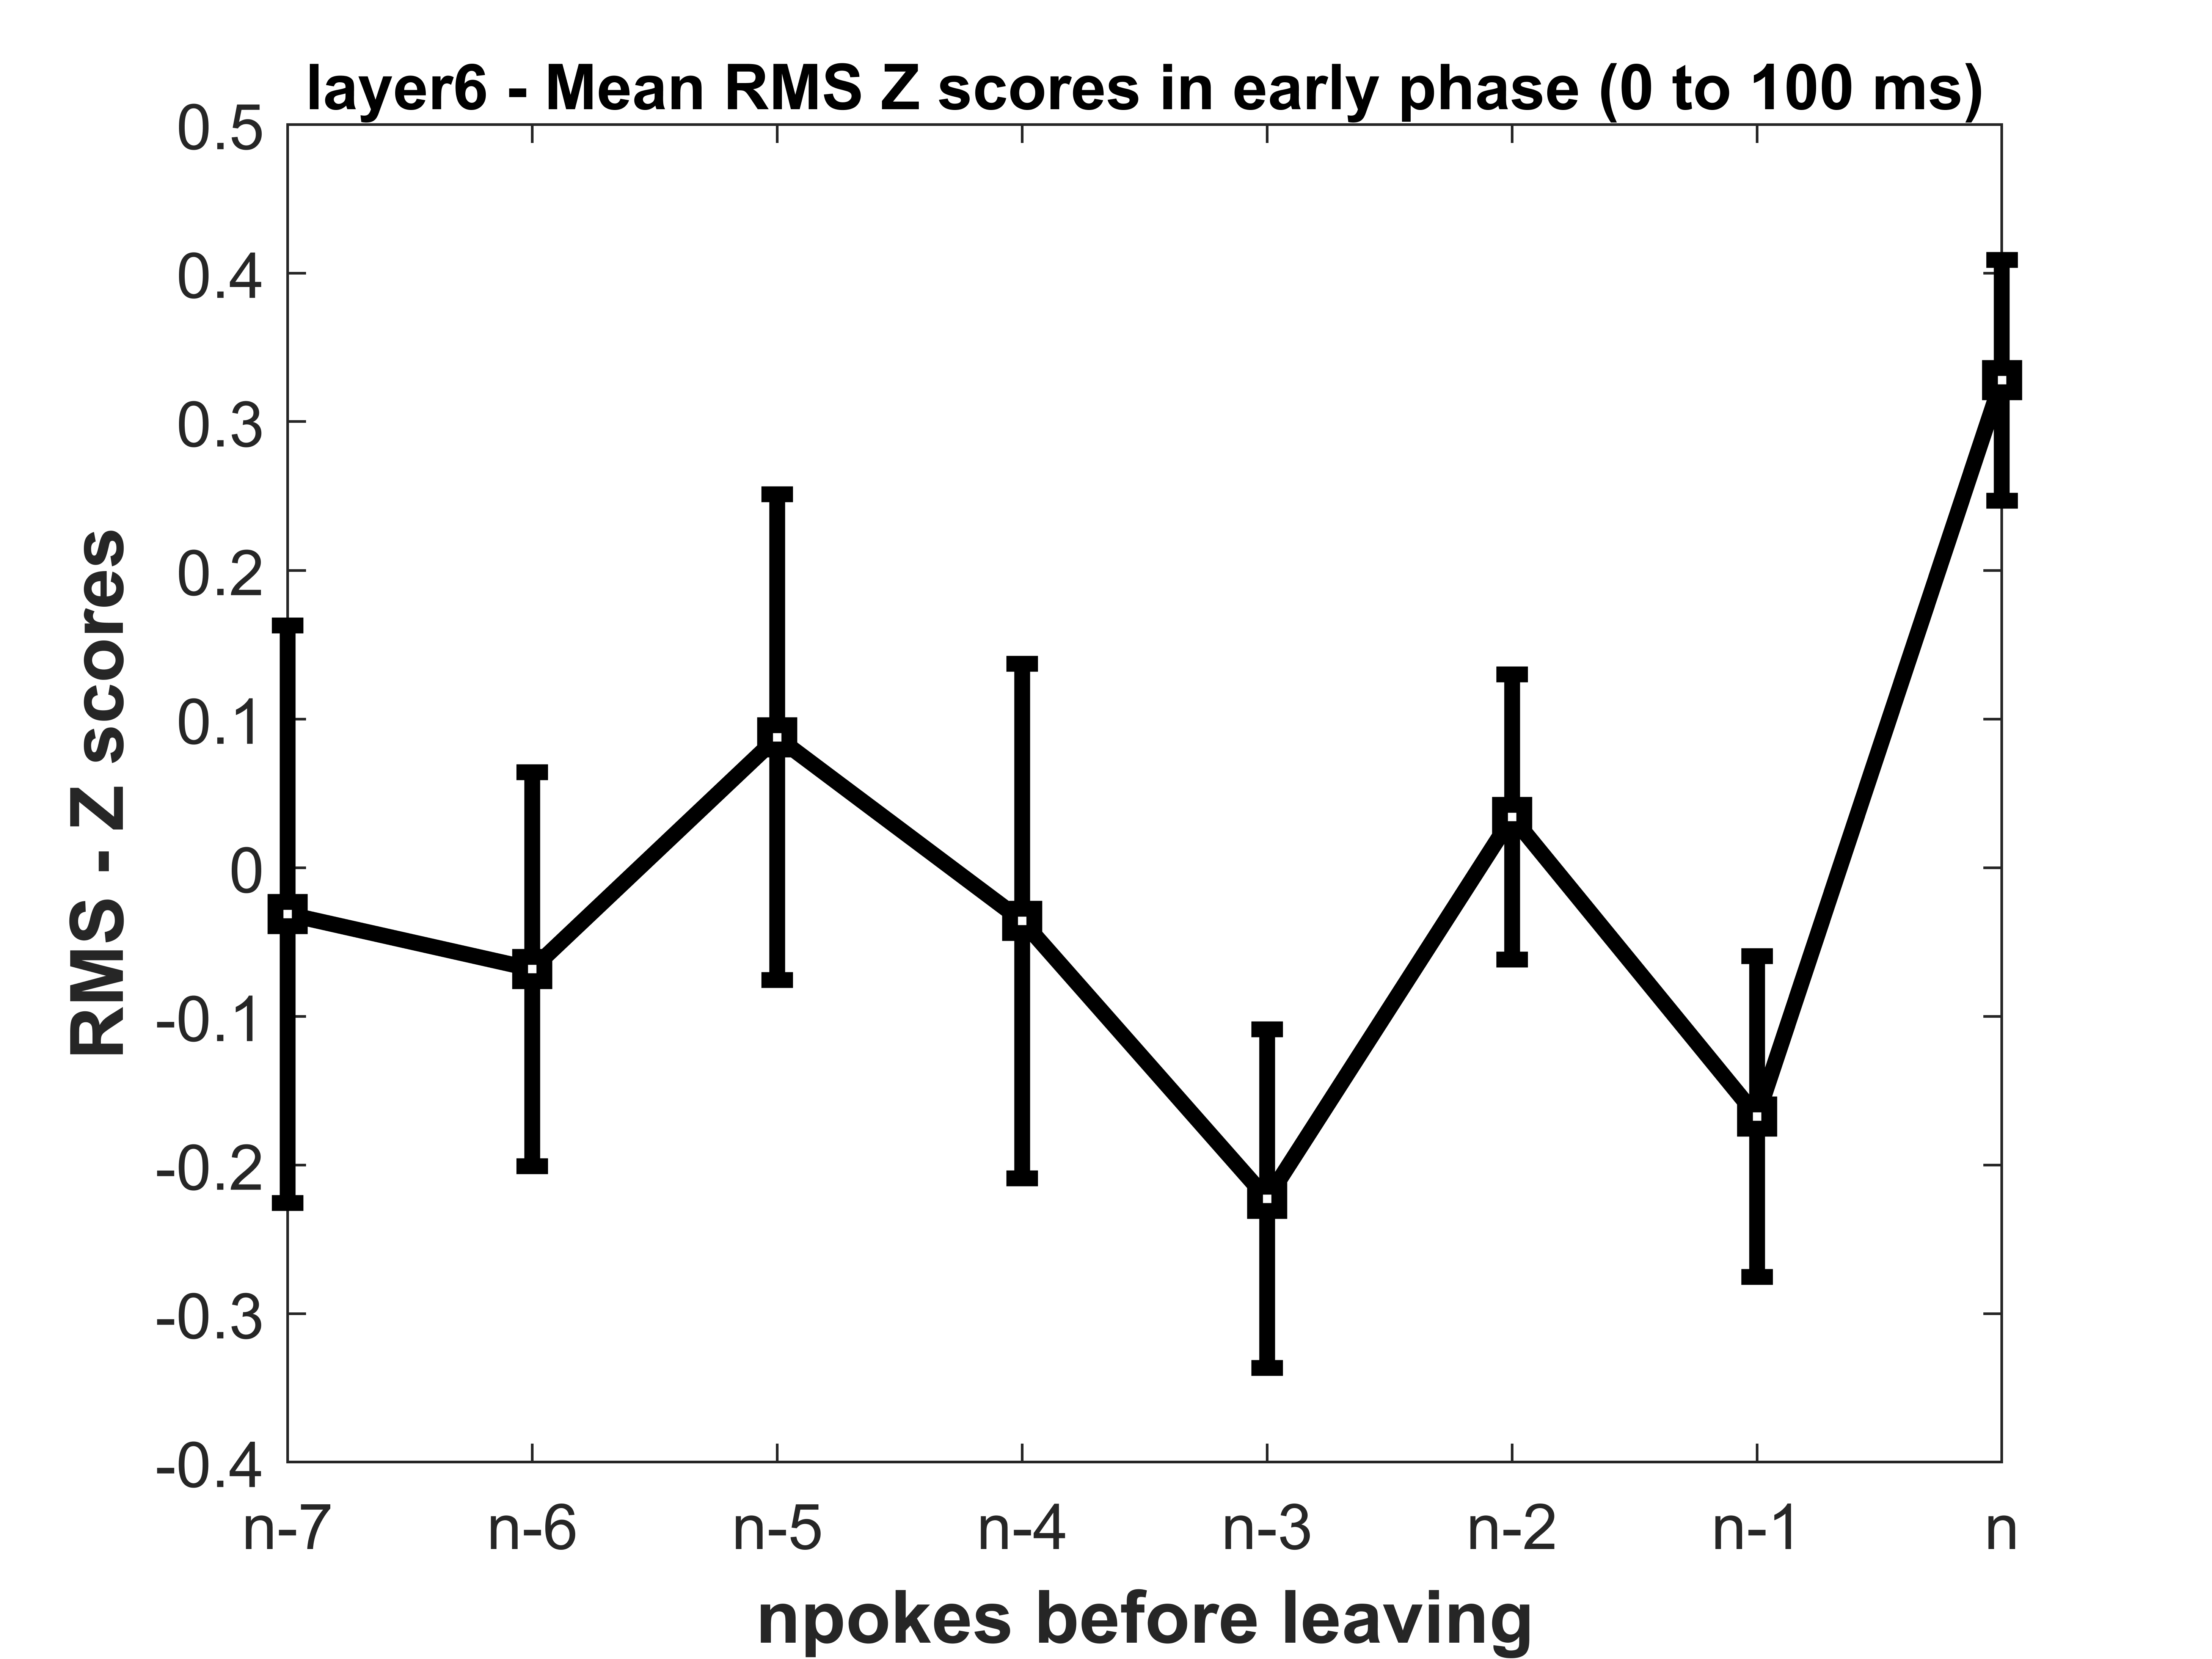 layer6 - Mean RMS Z scores in early phase (0 to 100 ms)
0.5
0.4
0.3
0.2
0.1
0
-0.1
-0.2
-0.3
-0.4
RMS - Z scores
n-7 n-6 n-5 n-4 n-3 n-2 n-1 n
npokes before leaving